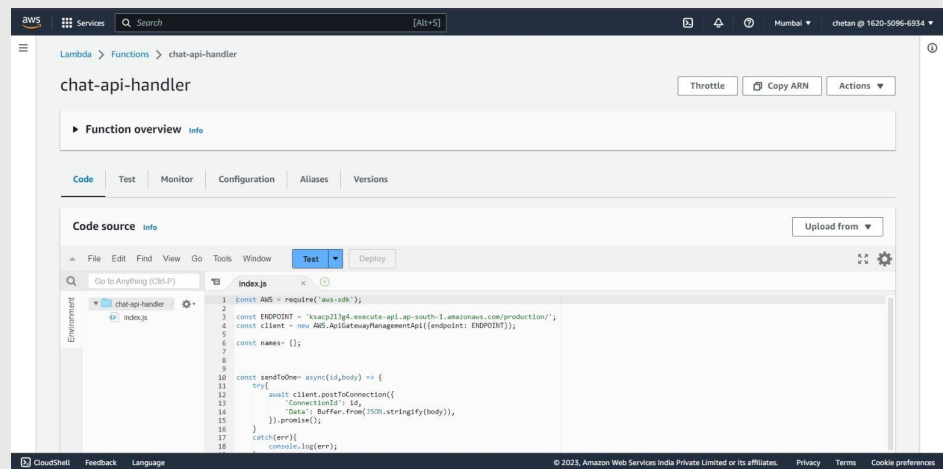 aws Services Search [Alt+S] Mumbai ▼ chetan @ 1620-5096-6934 ▼
Lambda > Functions > chat-api-handler
chat-api-handler
Throttle Copy ARN Actions ▼
▶ Function overview Info
Code Test Monitor Configuration Aliases Versions
Code source Info
Upload from ▼
File Edit Find View Go Tools Window Test Deploy
Go to Anything (Ctrl-P) index.js ×
Environment
chat-api-handler
index.js
1 const AWS = require('aws-sdk');
2
3 const ENDPOINT = 'ksacp213g4.execute-api.ap-south-1.amazonaws.com/production/';
4 const client = new AWS.ApiGatewayManagementApi({endpoint: ENDPOINT});
5
6 const names= {};
7
8
9
10 const sendToOne= async(id,body) => {
11 try{
12 await client.postToConnection({
13 'ConnectionId': id,
14 'Data': Buffer.from(JSON.stringify(body)),
15 }).promise();
16 }
17 catch(err){
18 console.log(err);
CloudShell Feedback Language © 2023, Amazon Web Services India Private Limited or its affiliates. Privacy Terms Cookie preferences